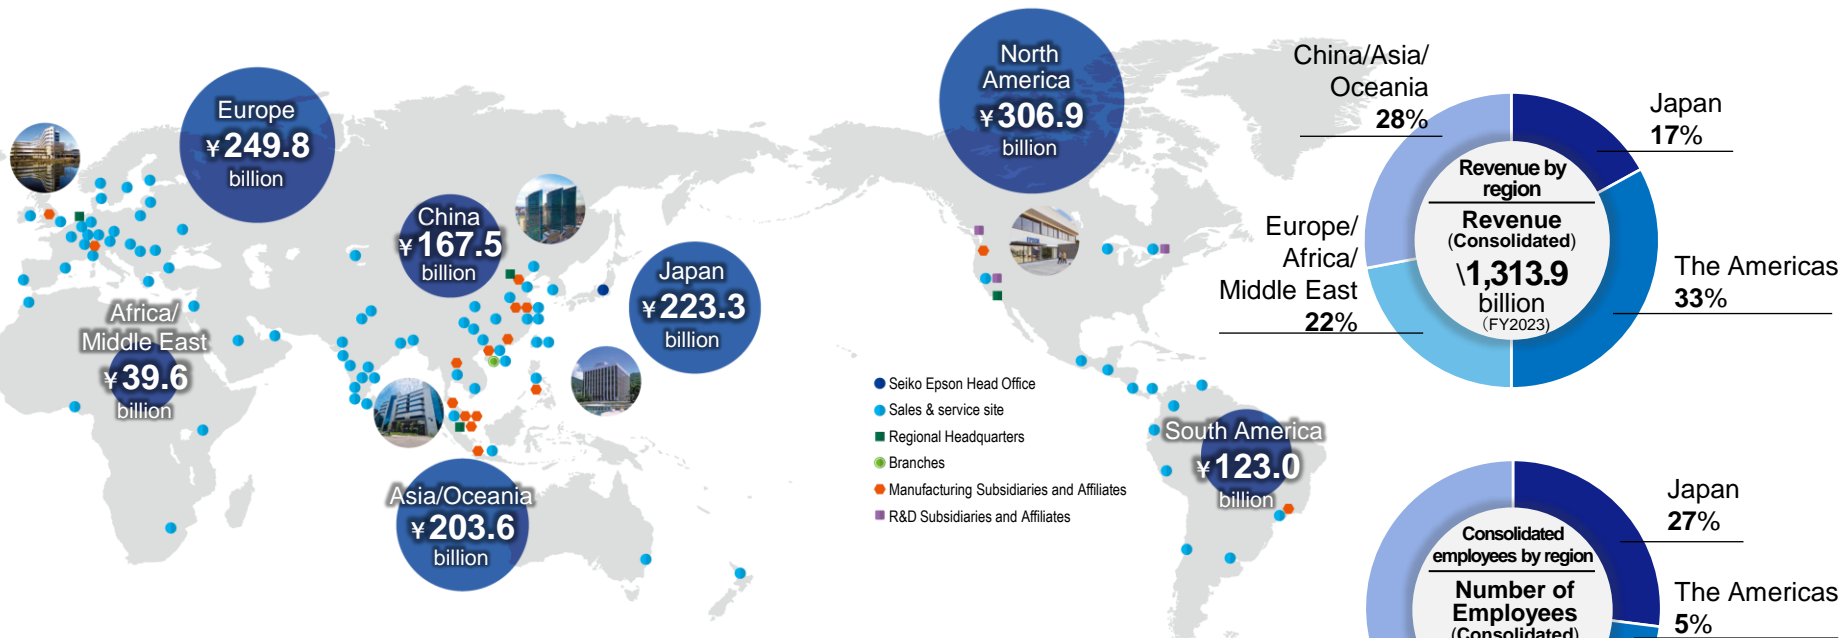 Europe
¥249.8
billion
China
¥167.5
billion
Japan
¥223.3
billion
Africa/
Middle East
¥39.6
billion
Asia/Oceania
¥203.6
billion
North
America
¥306.9
billion
South America
¥123.0
billion
Seiko Epson Head Office
Sales & service site
Regional Headquarters
Branches
Manufacturing Subsidiaries and Affiliates
R&D Subsidiaries and Affiliates
China/Asia/
Oceania
28%
Japan
17%
Europe/
Africa/
Middle East
22%
The Americas
33%
Revenue by
region
Revenue
(Consolidated)
\1,313.9
billion
(FY2023)
Japan
27%
The Americas
5%
Consolidated
employees by region
Number of
Employees
(Consolidated)